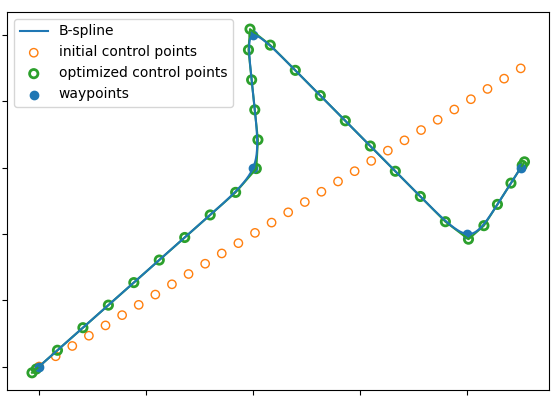 B-spline
initial control points
optimized control points
waypoints